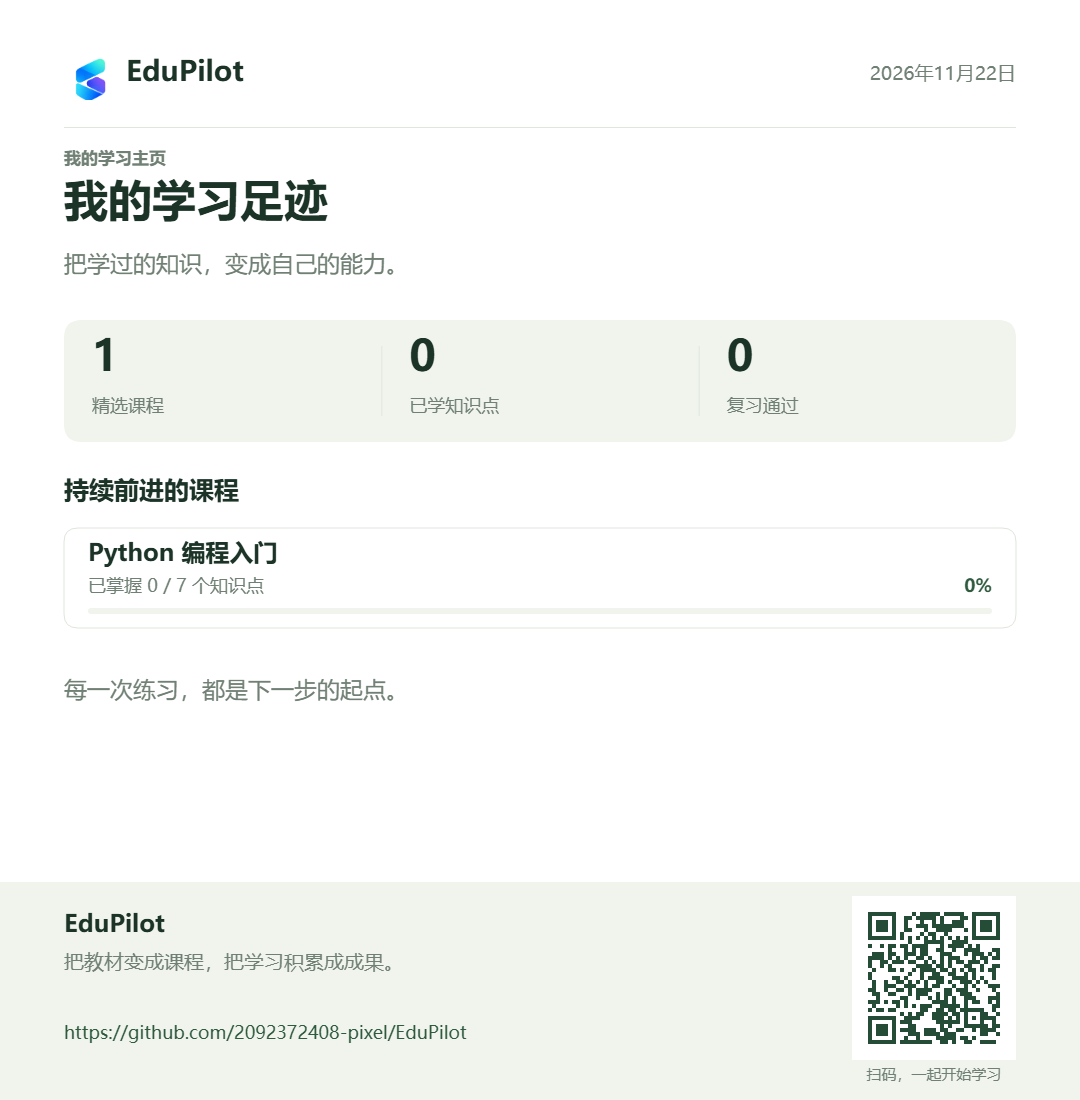 EduPilot
2026年11月22日
我的学习主页
我的学习足迹
把学过的知识，变成自己的能力。
1
0
0
精选课程
已学知识点
复习通过
持续前进的课程
Python 编程入门
已掌握 0 / 7 个知识点
0%
每一次练习，都是下一步的起点。
EduPilot
把教材变成课程，把学习积累成成果。
https://github.com/2092372408-pixel/EduPilot
扫码，一起开始学习